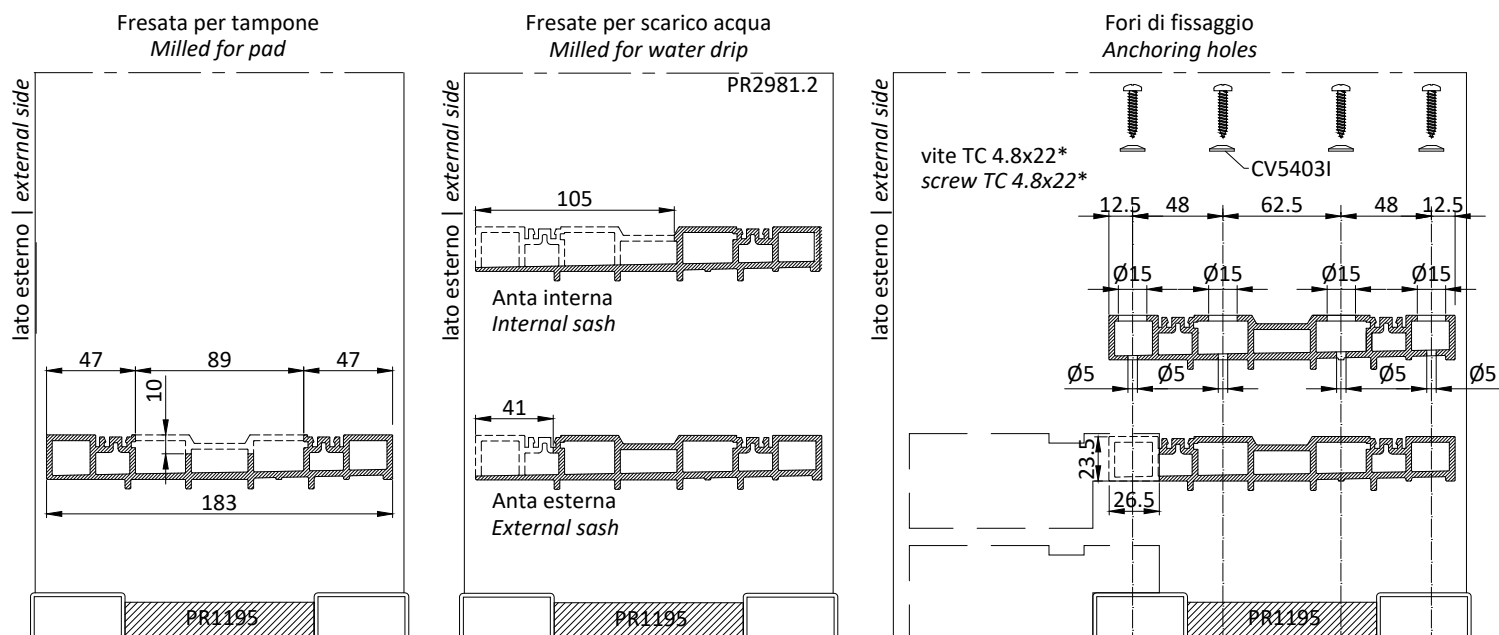 Fresata per tampone
Milled for pad
lato esterno | external side
47
89
47
10
183
PR1195
Fresate per scarico acqua
Milled for water drip
PR2981.2
lato esterno | external side
105
Anta interna
Internal sash
41
Anta esterna
External sash
PR1195
Fori di fissaggio
Anchoring holes
lato esterno | external side
vite TC 4.8x22*
screw TC 4.8x22*
CV5403I
12.5
48
62.5
48
12.5
Ø15
Ø15
Ø15
Ø15
Ø5
Ø5
Ø5
Ø5
23.5
26.5
PR1195